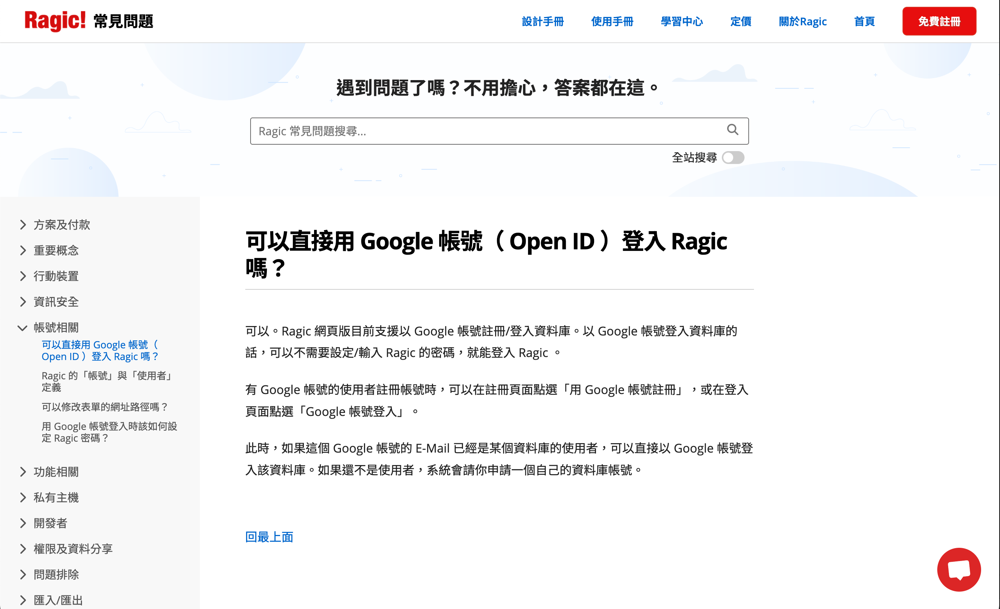 Ragic! 常見問題
設計手冊
使用手冊
學習中心
定價
關於Ragic
首頁
免費註冊
遇到問題了嗎？不用擔心，答案都在這。
Ragic 常見問題搜尋...
全站搜尋
方案及付款
重要概念
行動裝置
資訊安全
帳號相關
可以直接用 Google 帳號（
Open ID ）登入 Ragic 嗎？
Ragic 的「帳號」與「使用者」
定義
可以修改表單的網址路徑嗎？
用 Google 帳號登入時該如何設
定 Ragic 密碼？
功能相關
私有主機
開發者
權限及資料分享
問題排除
匯入/匯出
可以直接用 Google 帳號（ Open ID ）登入 Ragic
嗎？
可以。Ragic 網頁版目前支援以 Google 帳號註冊/登入資料庫。以 Google 帳號登入資料庫的
話，可以不需要設定/輸入 Ragic 的密碼，就能登入 Ragic 。
有 Google 帳號的使用者註冊帳號時，可以在註冊頁面點選「用 Google 帳號註冊」，或在登入
頁面點選「Google 帳號登入」。
此時，如果這個 Google 帳號的 E-Mail 已經是某個資料庫的使用者，可以直接以 Google 帳號登
入該資料庫。如果還不是使用者，系統會請你申請一個自己的資料庫帳號。
回最上面